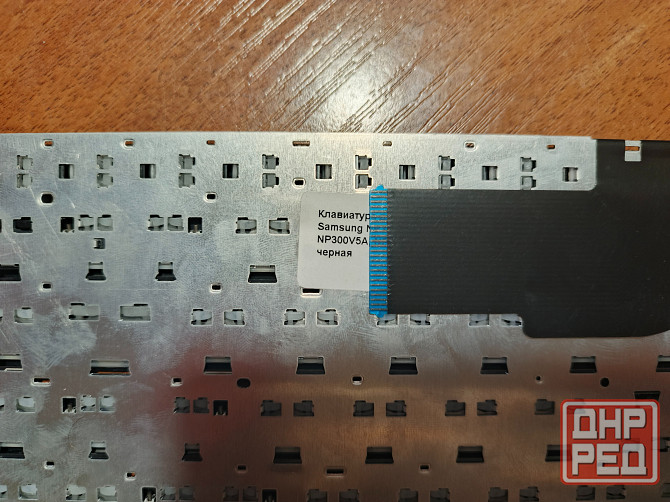 Клавиатур
Samsung N
NP300V5A
черная
ДНР
РЕД